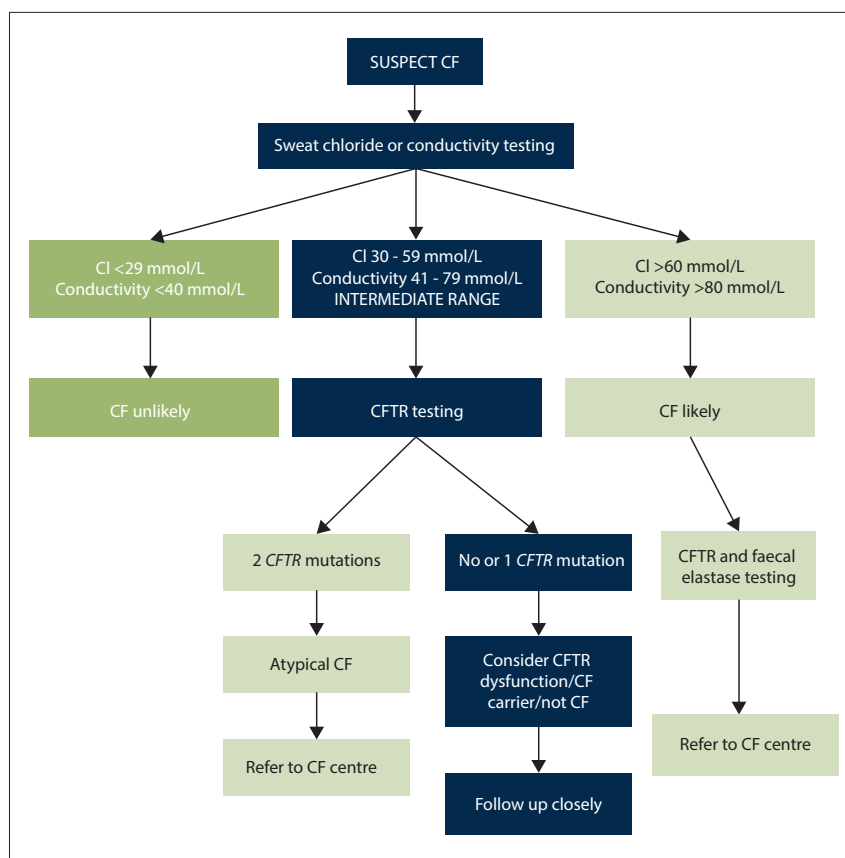 SUSPECT CF
Sweat chloride or conductivity testing
Cl <29 mmol/L
Conductivity <40 mmol/L
Cl 30 - 59 mmol/L
Conductivity 41 - 79 mmol/L
INTERMEDIATE RANGE
Cl >60 mmol/L
Conductivity >80 mmol/L
CF unlikely
CFTR testing
CF likely
2 CFTR mutations
No or 1 CFTR mutation
CFTR and faecal
elastase testing
Atypical CF
Consider CFTR
dysfunction/CF
carrier/not CF
Refer to CF centre
Refer to CF centre
Follow up closely